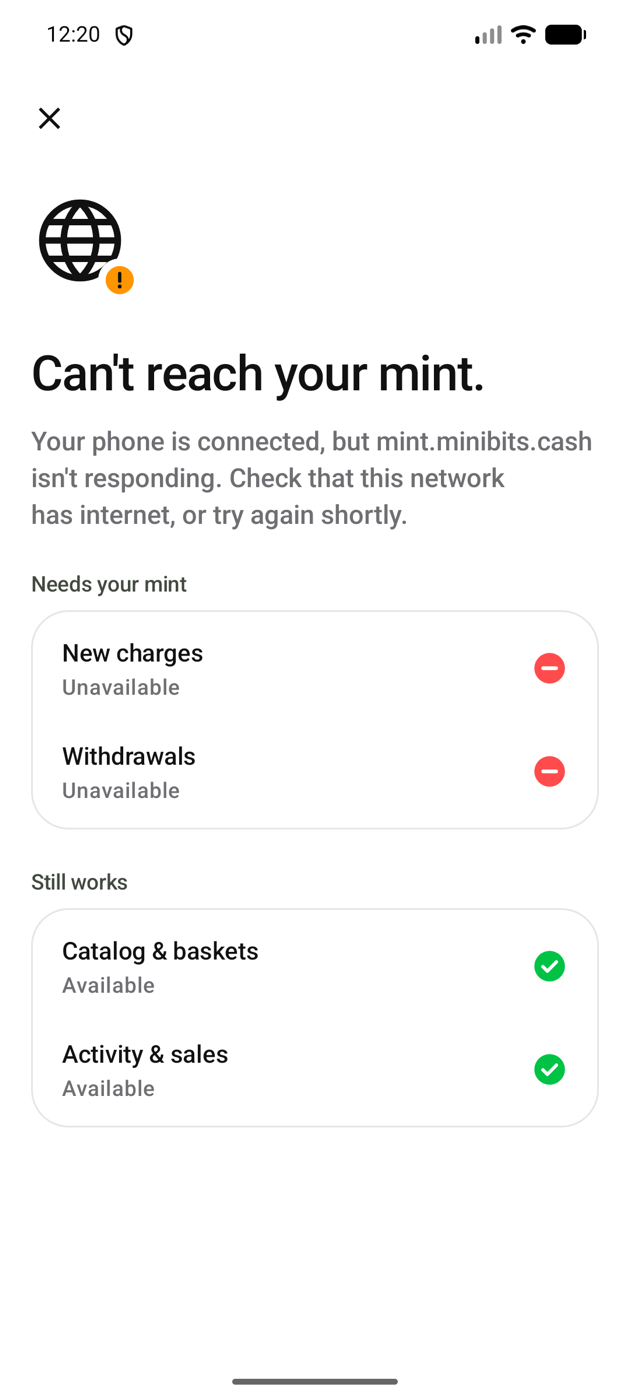 12:20
Can't reach your mint.
Your phone is connected, but mint.minibits.cash
isn't responding. Check that this network
has internet, or try again shortly.
Needs your mint
New charges
Unavailable
Withdrawals
Unavailable
Still works
Catalog & baskets
Available
Activity & sales
Available